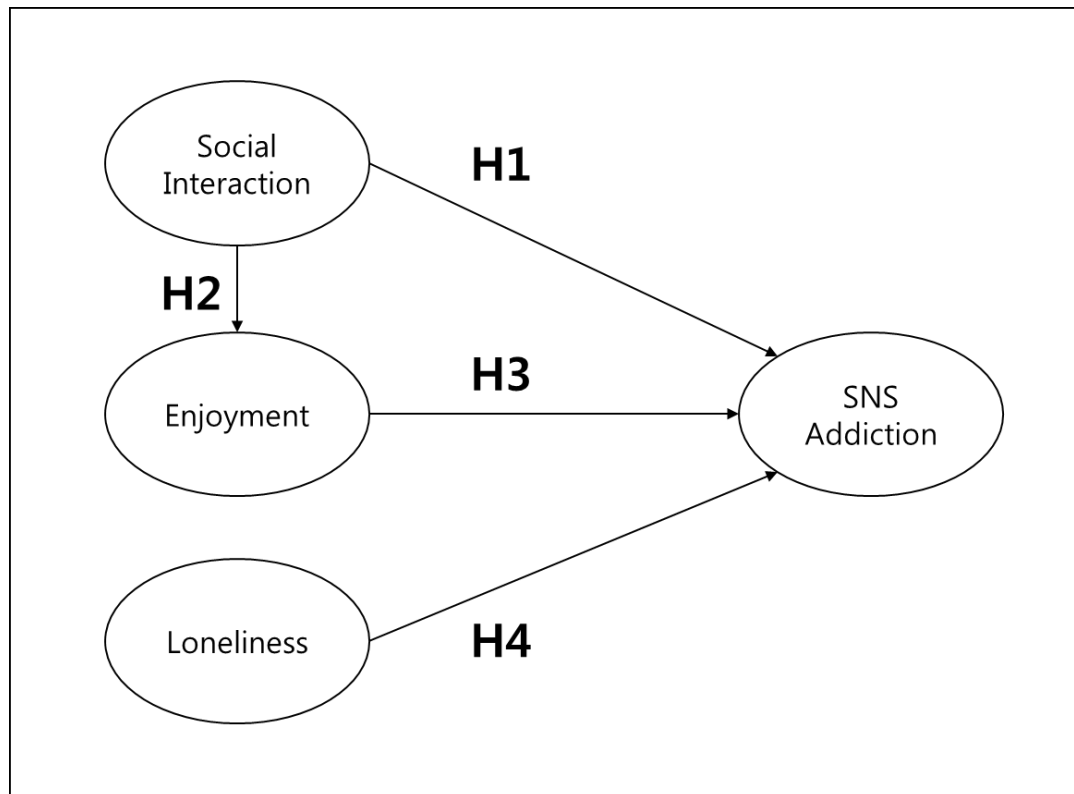 Social
Interaction
H1
H2
Enjoyment
H3
SNS
Addiction
Loneliness
H4